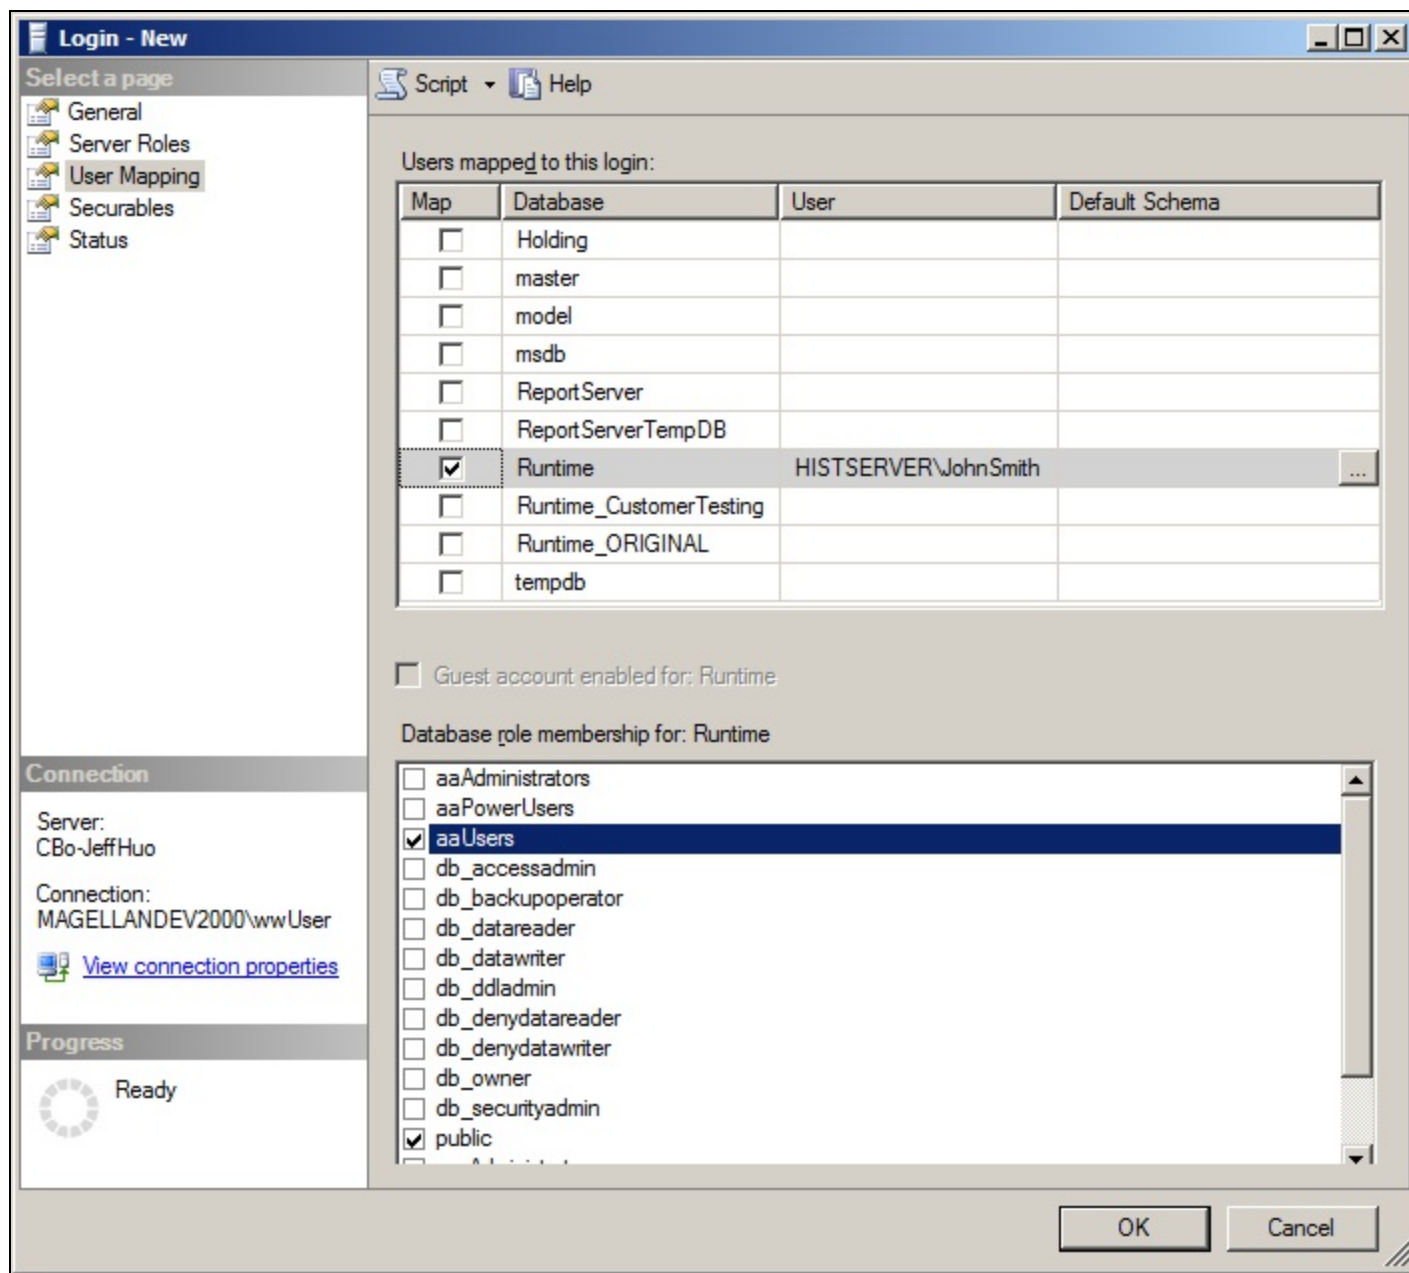 Login - New
Select a page
General
Server Roles
User Mapping
Securables
Status
Script Help
Users mapped to this login:
Map Database User Default Schema
Holding
master
model
msdb
ReportServer
ReportServerTempDB
Runtime HISTSERVER\JohnSmith ...
Runtime_CustomerTesting
Runtime_ORIGINAL
tempdb
Guest account enabled for: Runtime
Database role membership for: Runtime
aaAdministrators
aaPowerUsers
aaUsers
db_accessadmin
db_backupoperator
db_datareader
db_datawriter
db_ddladmin
db_denydatareader
db_denydatawriter
db_owner
db_securityadmin
public
Connection
Server:
CBo-JeffHuo
Connection:
MAGELLANDEV2000\wwUser
View connection properties
Progress
Ready
OK Cancel